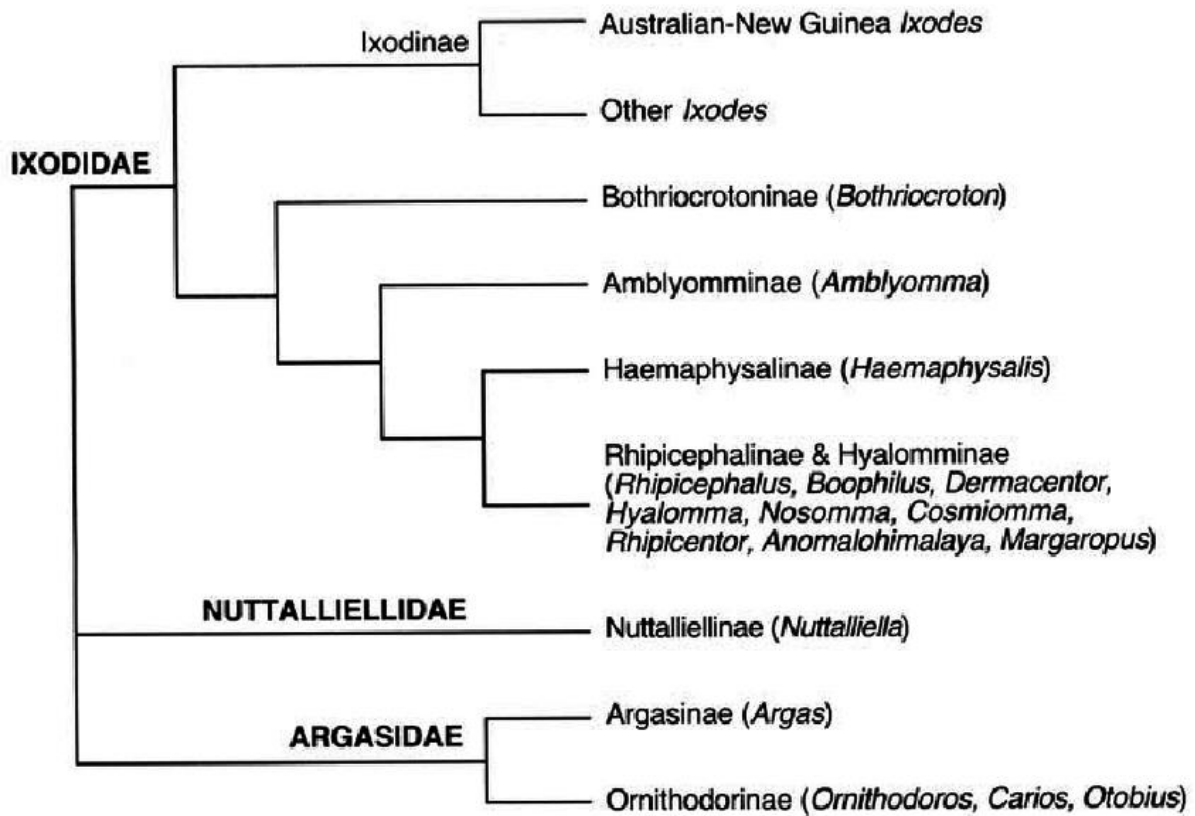 Ixodinae
Australian-New Guinea Ixodes
Other Ixodes
IXODIDAE
Bothriocrotoninae (Bothriocroton)
Amblyomminae (Amblyomma)
Haemaphysalinae (Haemaphysalis)
Rhipicephalinae & Hyalomminae
(Rhipicephalus, Boophilus, Dermacentor,
Hyalomma, Nosomma, Cosmiomma,
Rhipicentor, Anomalohimalaya, Margaropus)
NUTTALLIELLIDAE
Nuttalliellinae (Nuttalliella)
ARGASIDAE
Argasinae (Argas)
Ornithodorinae (Ornithodoros, Carios, Otobius)